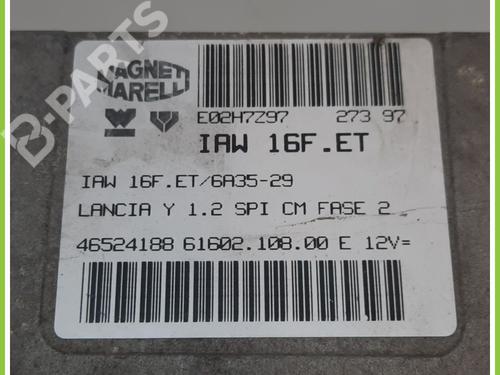 B-PARTS
MAGNETI
MARELLI
E02H7Z97 273 97
IAW 16F.ET
IAW 16F.ET/6A35-29
LANCIA Y 1.2 SPI CM FASE 2
46524188 61602.108.00 E 12V=